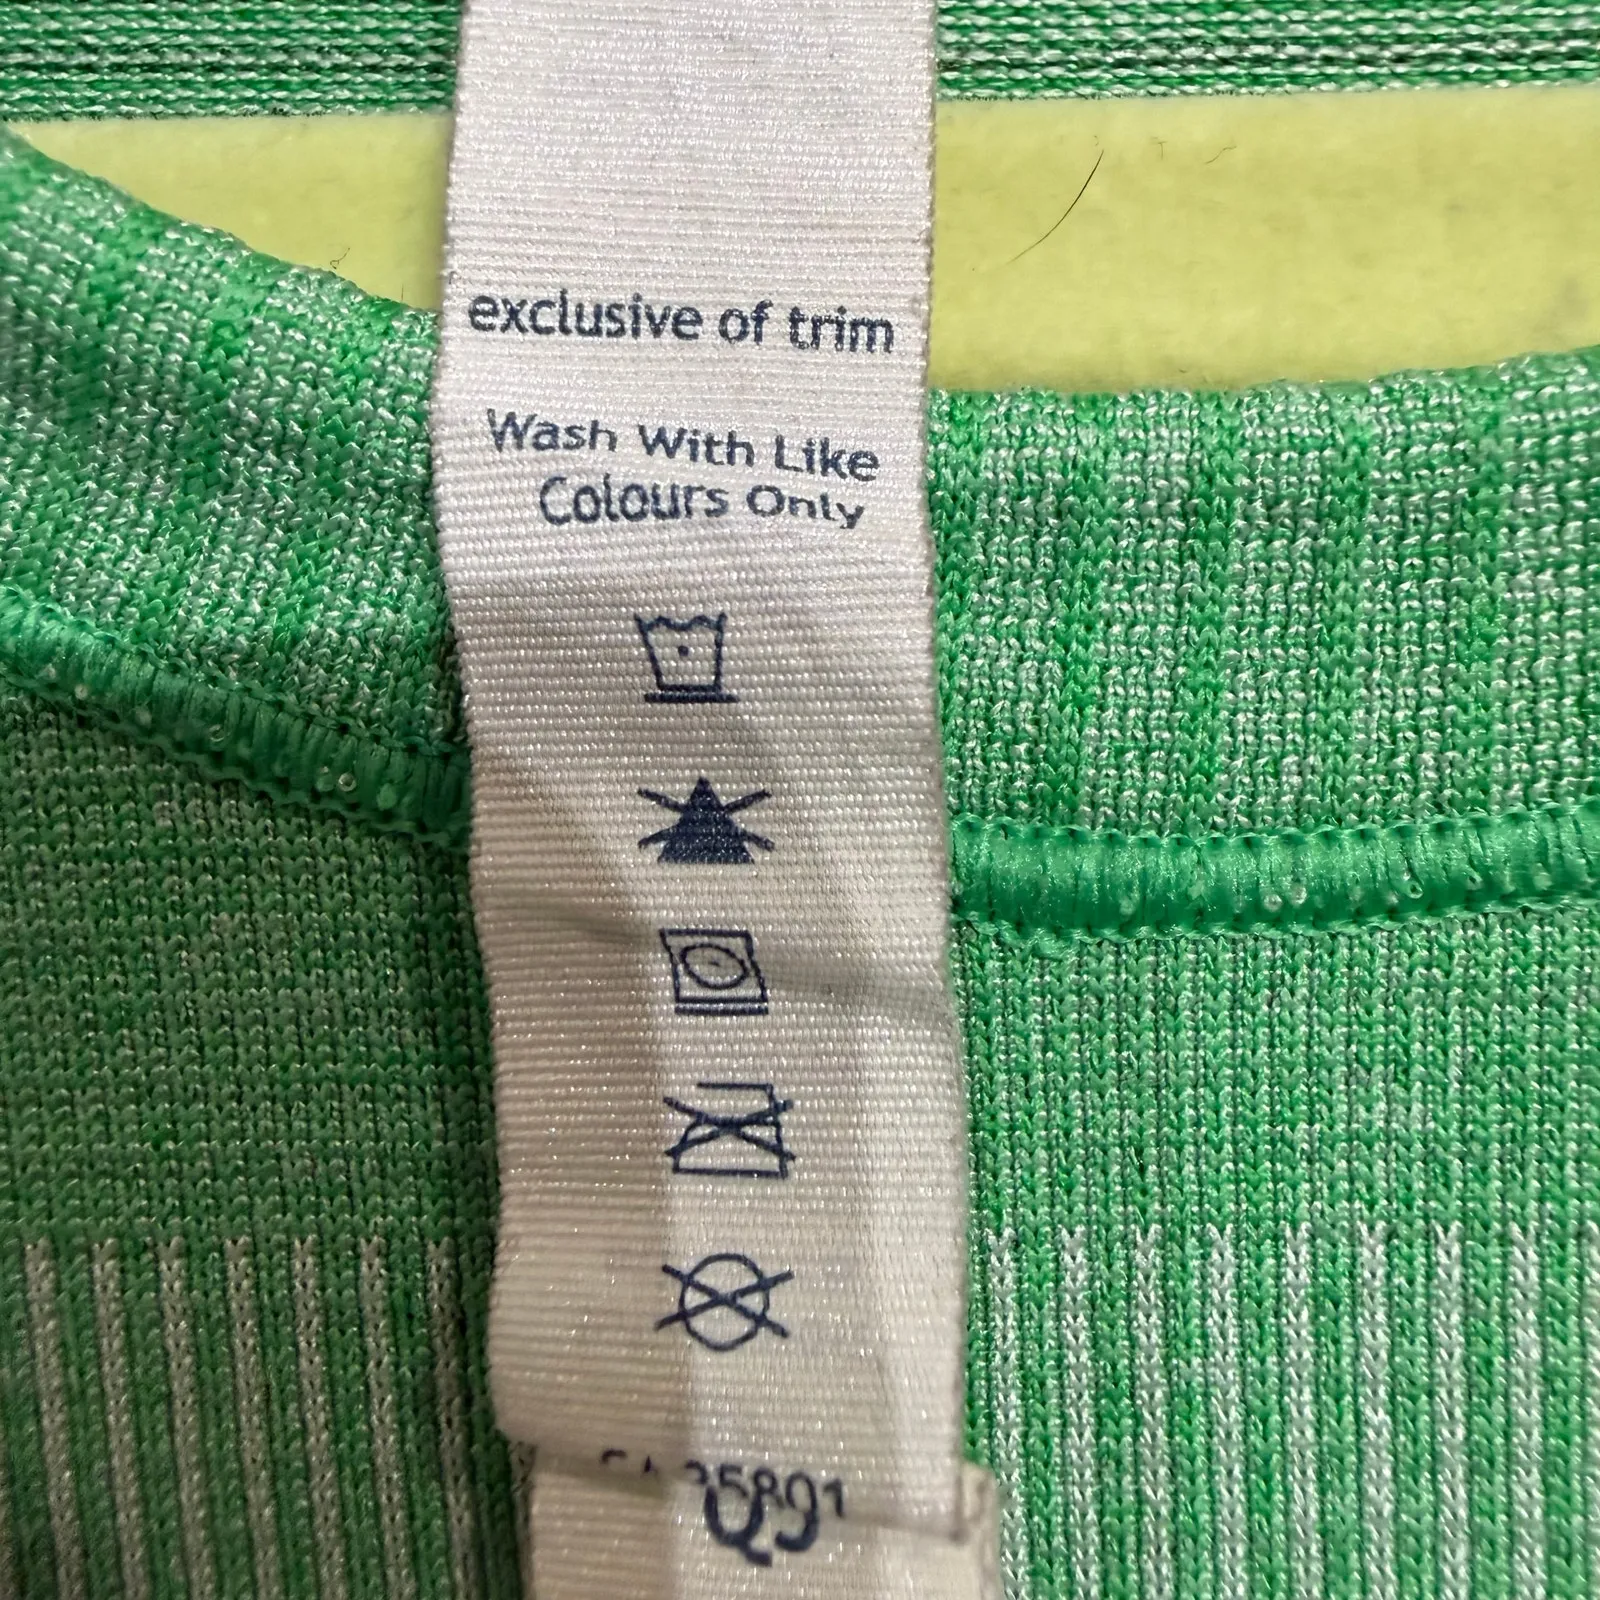 exclusive of trim
Wash With Like
Colours Only